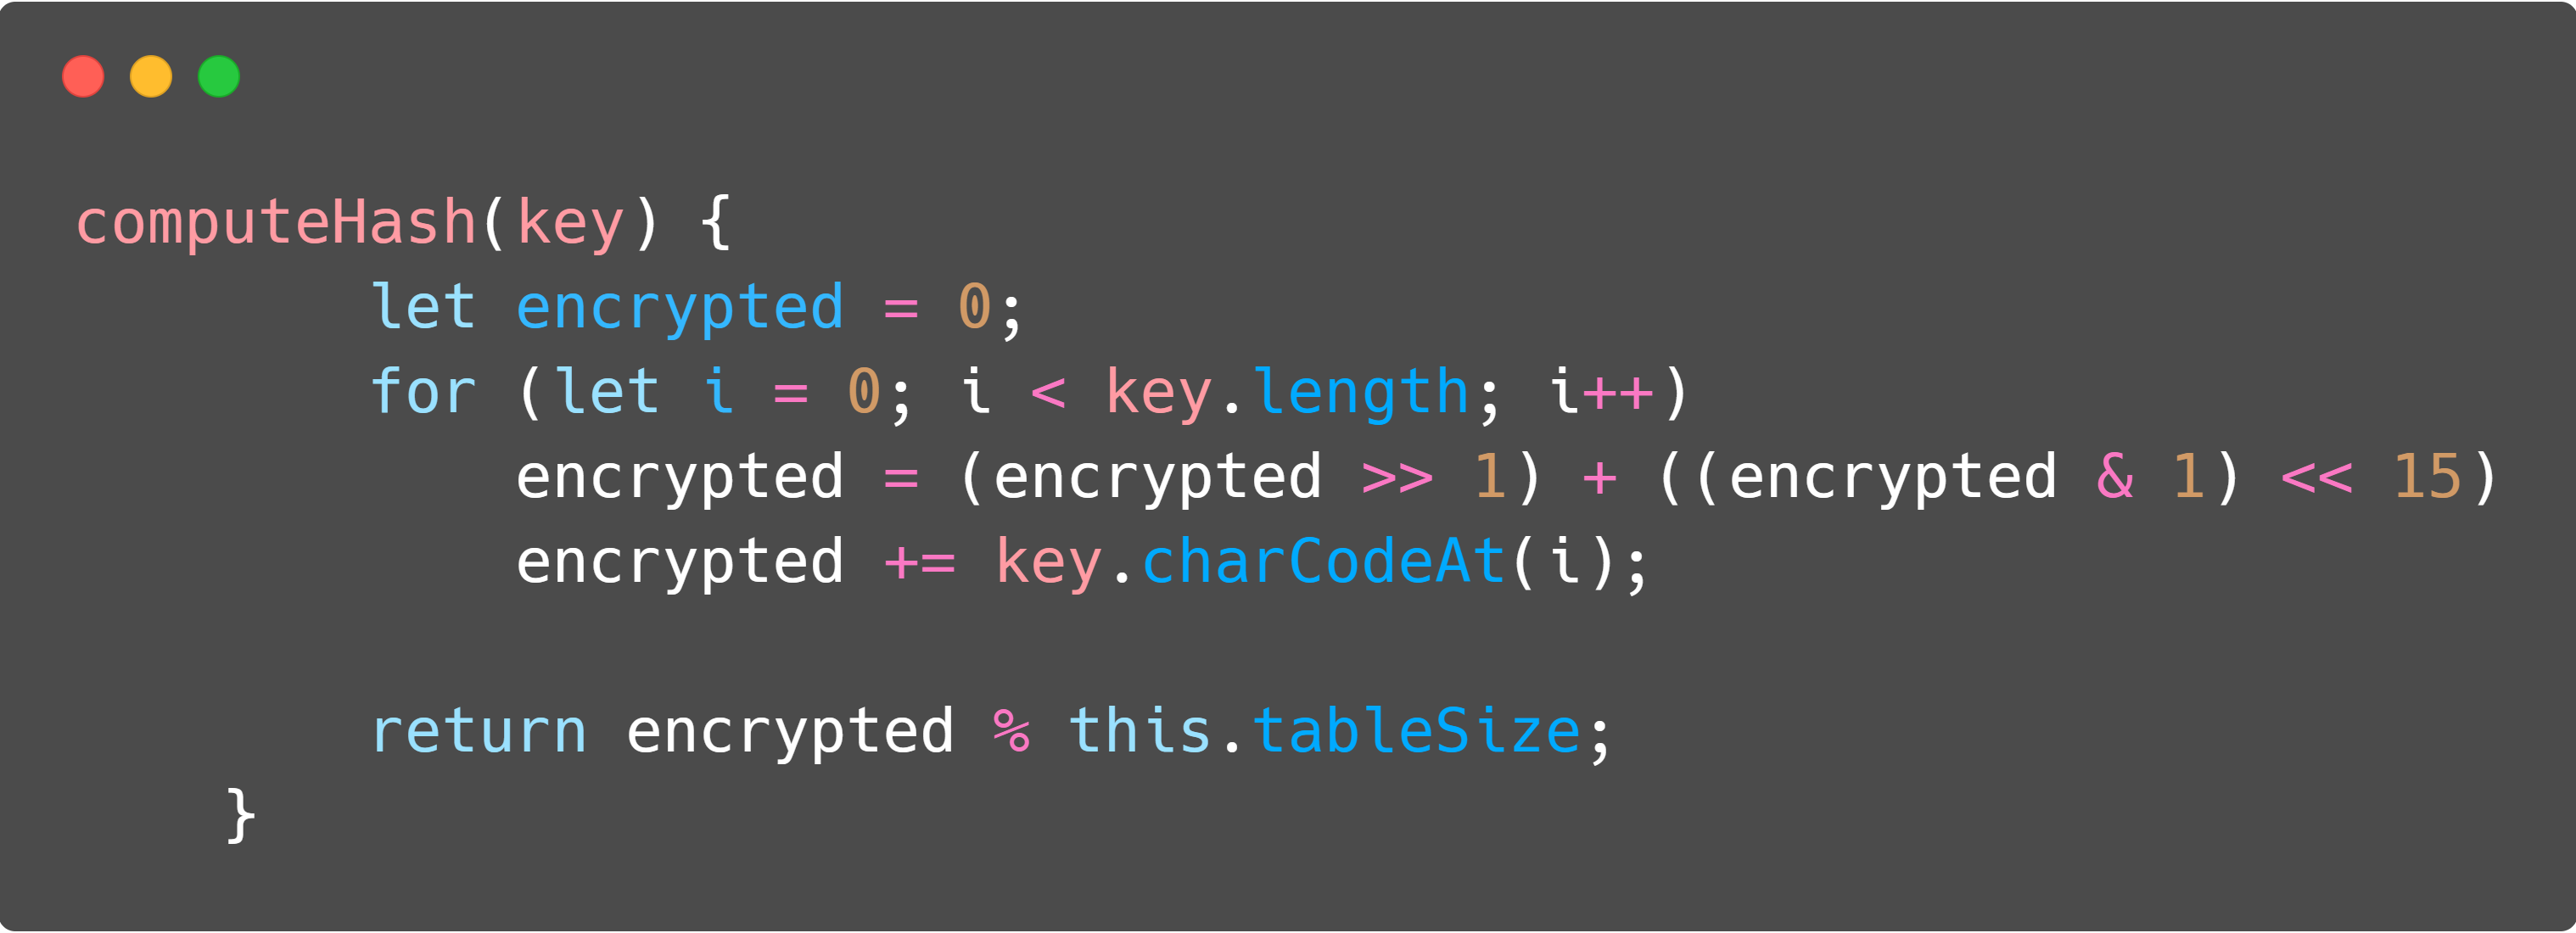 computeHash(key) {
        let encrypted = 0;
        for (let i = 0; i < key.length; i++)
            encrypted = (encrypted >> 1) + ((encrypted & 1) << 15)
            encrypted += key.charCodeAt(i);

        return encrypted % this.tableSize;
    }